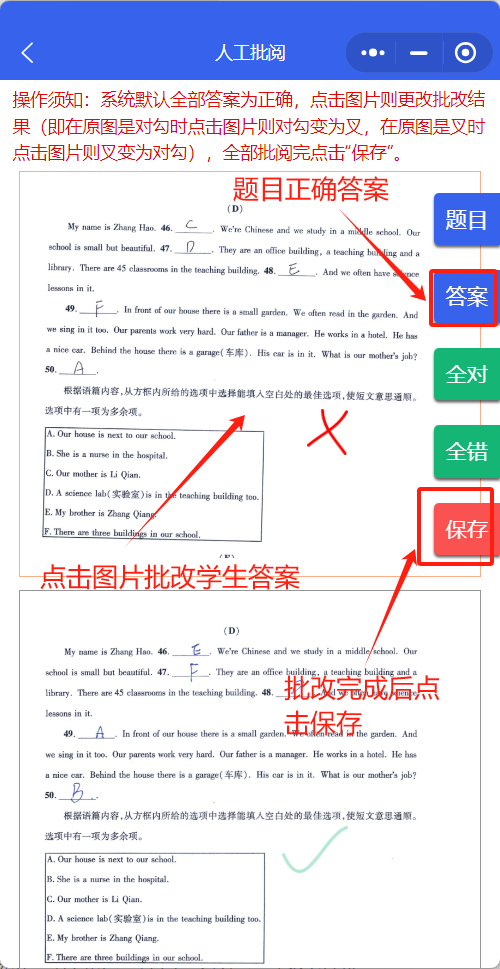 人工批阅
操作须知：系统默认全部答案为正确，点击图片则更改批改结
果（即在原图是对勾时点击图片则对勾变为叉，在原图是叉时
点击图片则叉变为对勾），全部批阅完点击“保存”。
题目正确答案
(D)
题目
My name is Zhang Hao. 46. C . We're Chinese and we study in a middle school. Our
school is small but beautiful. 47. D . They are an office building, a teaching building and a
library. There are 45 classrooms in the teaching building. 48. E . And we often have science
lessons in it.
答案
49. F . In front of our house there is a small garden. We often read in the garden. And
we sing in it too. Our parents work very hard. Our father is a manager. He works in a hotel. He has
a nice car. Behind the house there is a garage(车库). His car is in it. What is our mother's job?
50. A .
全对
根据语篇内容,从方框内所给的选项中选择能填入空白处的最佳选项,使短文意思通顺。
选项中有一项为多余项。
A. Our house is next to our school.
B. She is a nurse in the hospital.
全错
C. Our mother is Li Qian.
D. A science lab(实验室)is in the teaching building too.
E. My brother is Zhang Qiang.
F. There are three buildings in our school.
保存
点击图片批改学生答案
(D)
My name is Zhang Hao. 46. E . We're Chinese and we study in a middle school. Our
school is small but beautiful. 47. F . They are an office building, a teaching building and a
library. There are 45 classrooms in the teaching building. 48. . And we often have science
lessons in it.
批改完成后点
击保存
49. A . In front of our house there is a small garden. We often read in the garden. And
we sing in it too. Our parents work very hard. Our father is a manager. He works in a hotel. He has
a nice car. Behind the house there is a garage(车库). His car is in it. What is our mother's job?
50. B .
根据语篇内容,从方框内所给的选项中选择能填入空白处的最佳选项,使短文意思通顺。
选项中有一项为多余项。
A. Our house is next to our school.
B. She is a nurse in the hospital.
C. Our mother is Li Qian.
D. A science lab(实验室)is in the teaching building too.
E. My brother is Zhang Qiang.
F. There are three buildings in our school.